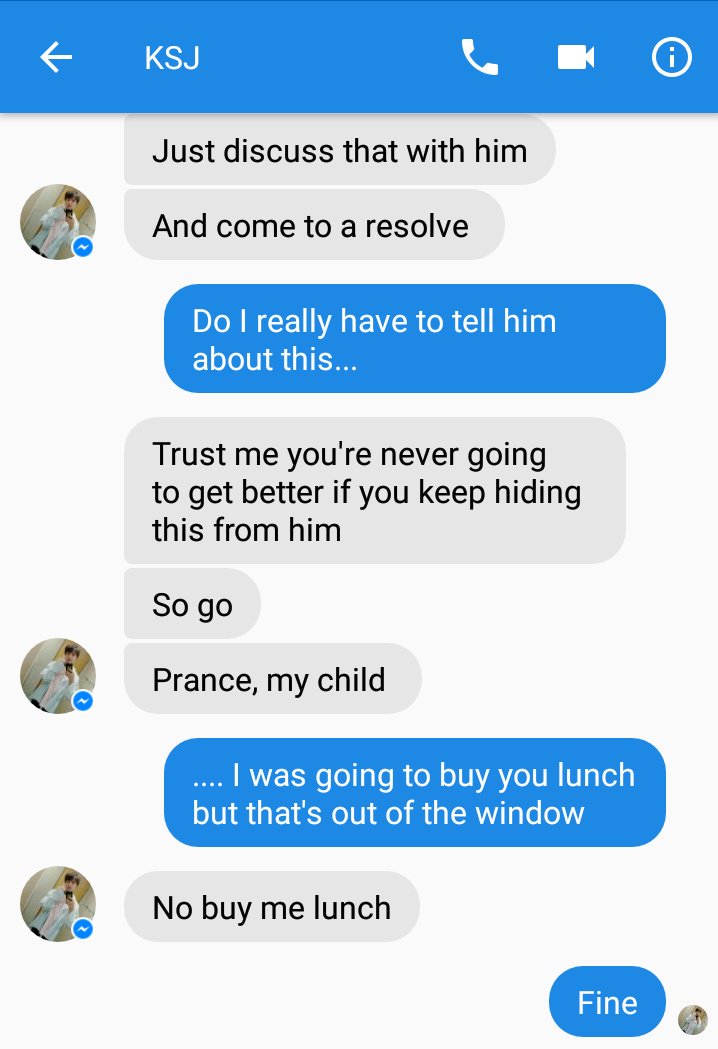 KSJ
Just discuss that with him
And come to a resolve
Do I really have to tell him
about this...
Trust me you're never going
to get better if you keep hiding
this from him
So go
Prance, my child
.... I was going to buy you lunch
but that's out of the window
No buy me lunch
Fine